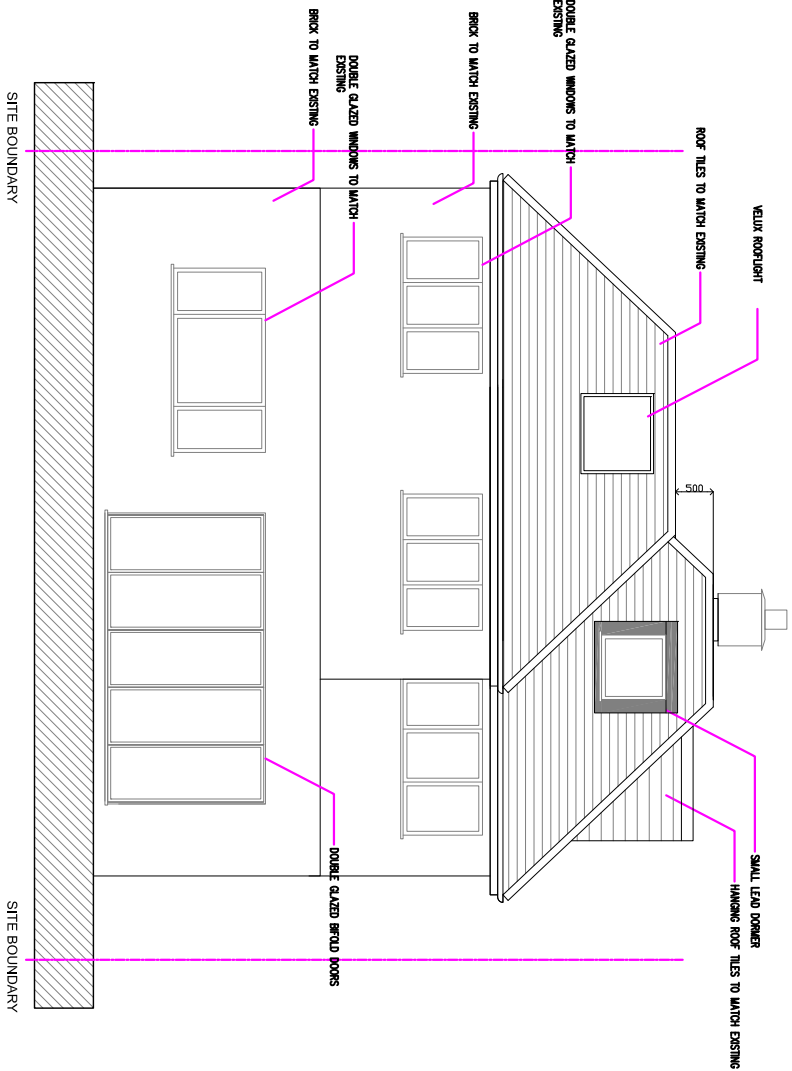 VELUX ROOFLIGHT
ROOF TILES TO MATCH EXISTING
DOUBLE GLAZED WINDOWS TO MATCH
EXISTING
BRICK TO MATCH EXISTING
DOUBLE GLAZED WINDOWS TO MATCH
EXISTING
BRICK TO MATCH EXISTING
SITE BOUNDARY
500
SMALL LEAD DORMER
HANGING ROOF TILES TO MATCH EXISTING
DOUBLE GLAZED BIFOLD DOORS
SITE BOUNDARY